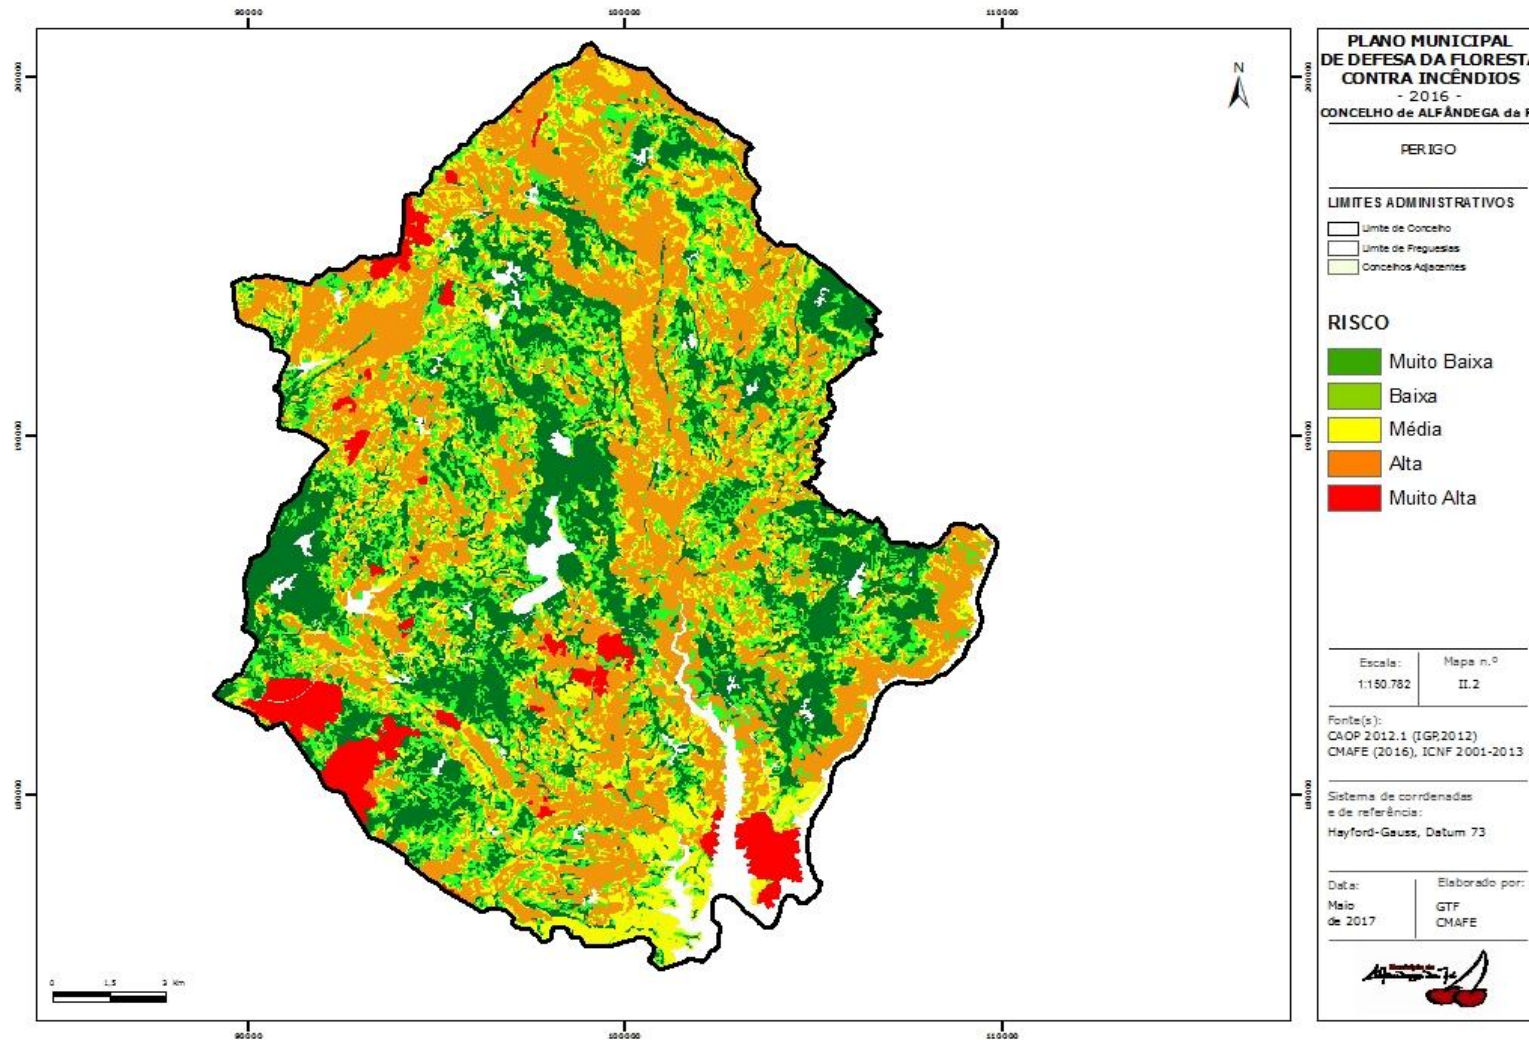 90000
100000
110000
PLANO MUNICIPAL
DE DEFESA DA FLORESTA
CONTRA INCÊNDIOS
- 2016 -
CONCELHO de ALFÂNDEGA da F
PERIGO
LIMITES ADMINISTRATIVOS
Limite de Concelho
Limite de Freguesias
Concelhos Adjacentes
RISCO
Muito Baixa
Baixa
Média
Alta
Muito Alta
Escala:
1:150.782
Mapa n.º
II.2
Fonte(s):
CAOP 2012.1 (IGP,2012)
CMAFE (2016), ICNF 2001-2013
Sistema de corrdenadas
e de referência:
Hayford-Gauss, Datum 73
Data:
Maio
de 2017
Elaborado por:
GTF
CMAFE
N
0 1,5 3 Km
90000
100000
110000